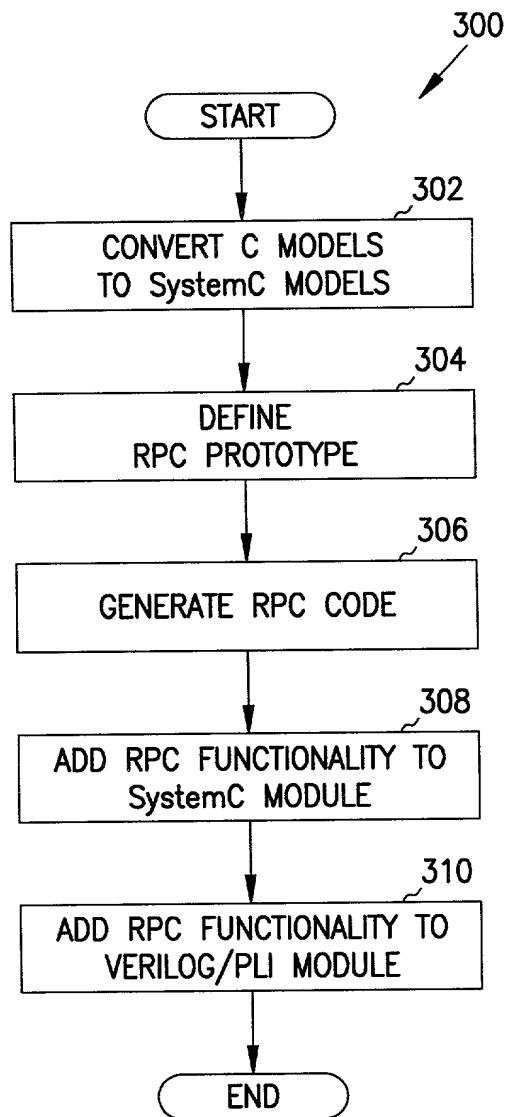 300
START
302
CONVERT C MODELS
TO SystemC MODELS
304
DEFINE
RPC PROTOTYPE
306
GENERATE RPC CODE
308
ADD RPC FUNCTIONALITY TO
SystemC MODULE
310
ADD RPC FUNCTIONALITY TO
VERILOG/PLI MODULE
END